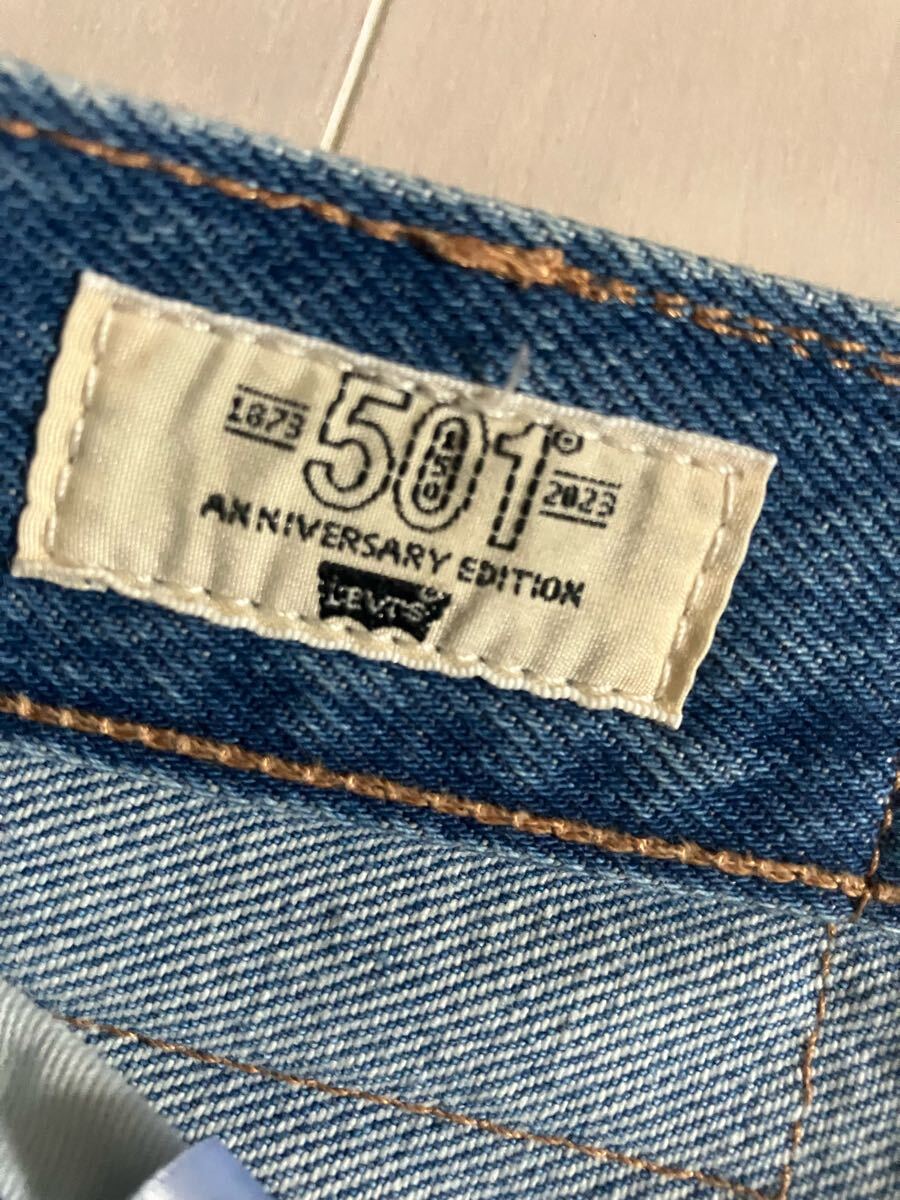 1873 501® 2023
150
ANNIVERSARY EDITION
LEVI'S®